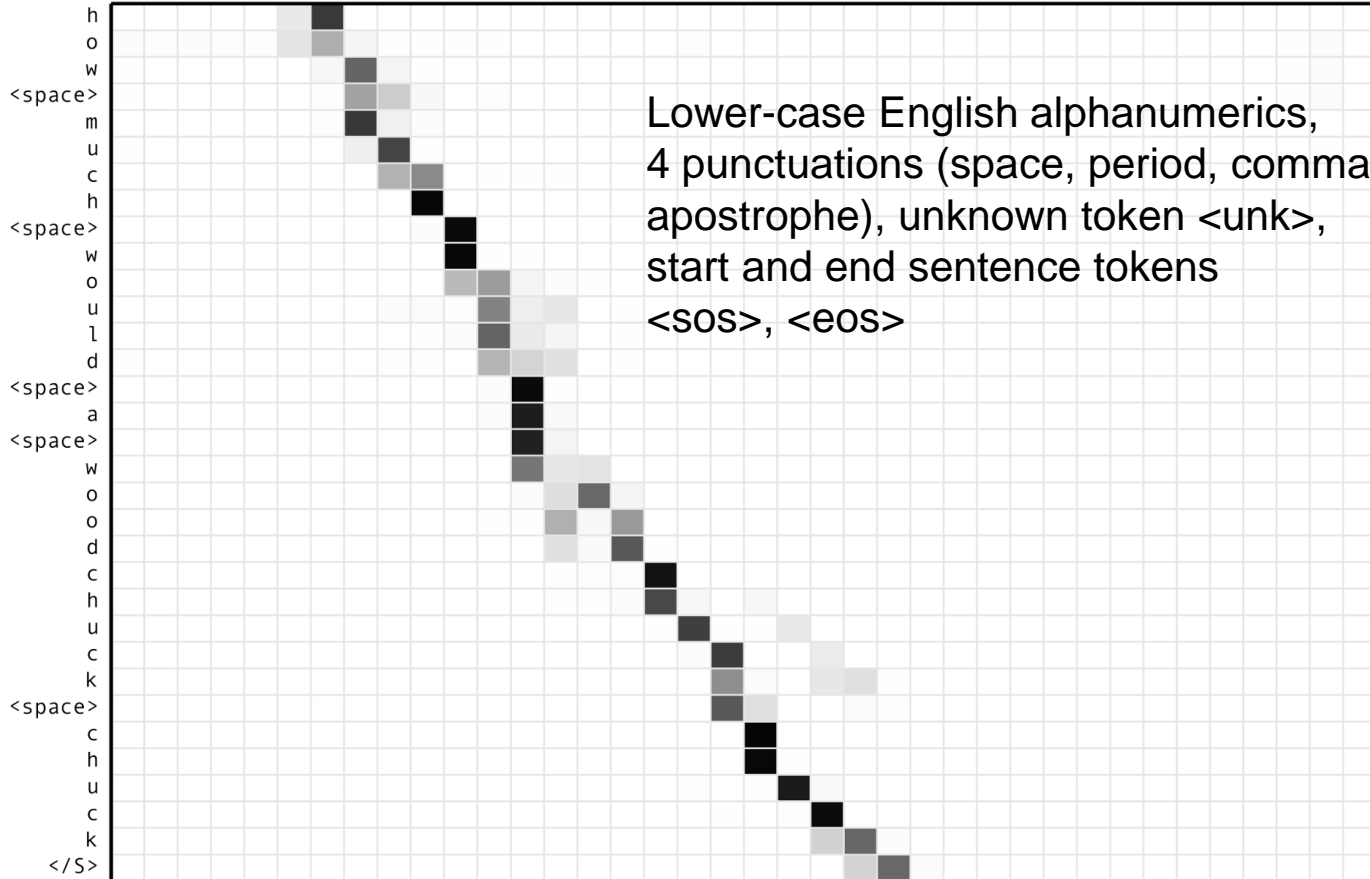 h
o
w
<space>
m
u
c
h
<space>
w
o
u
l
d
<space>
a
<space>
w
o
o
d
c
h
u
c
k
<space>
c
h
u
c
k
</S>
Lower-case English alphanumerics,
4 punctuations (space, period, comma
apostrophe), unknown token <unk>,
start and end sentence tokens
<sos>, <eos>